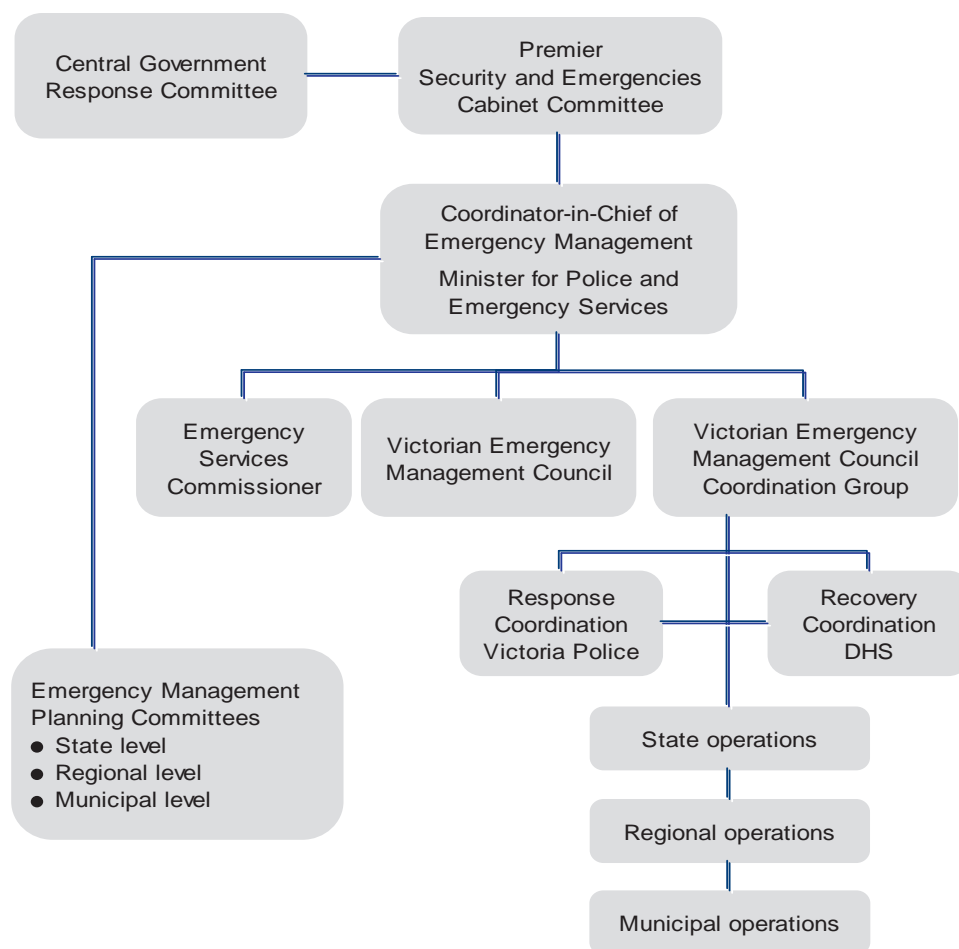 Central Government
Response Committee
Premier
Security and Emergencies
Cabinet Committee
Coordinator-in-Chief of
Emergency Management
Minister for Police and
Emergency Services
Emergency
Services
Commissioner
Victorian Emergency
Management Council
Victorian Emergency
Management Council
Coordination Group
Response
Coordination
Victoria Police
Recovery
Coordination
DHS
Emergency Management
Planning Committees
● State level
● Regional level
● Municipal level
State operations
Regional operations
Municipal operations